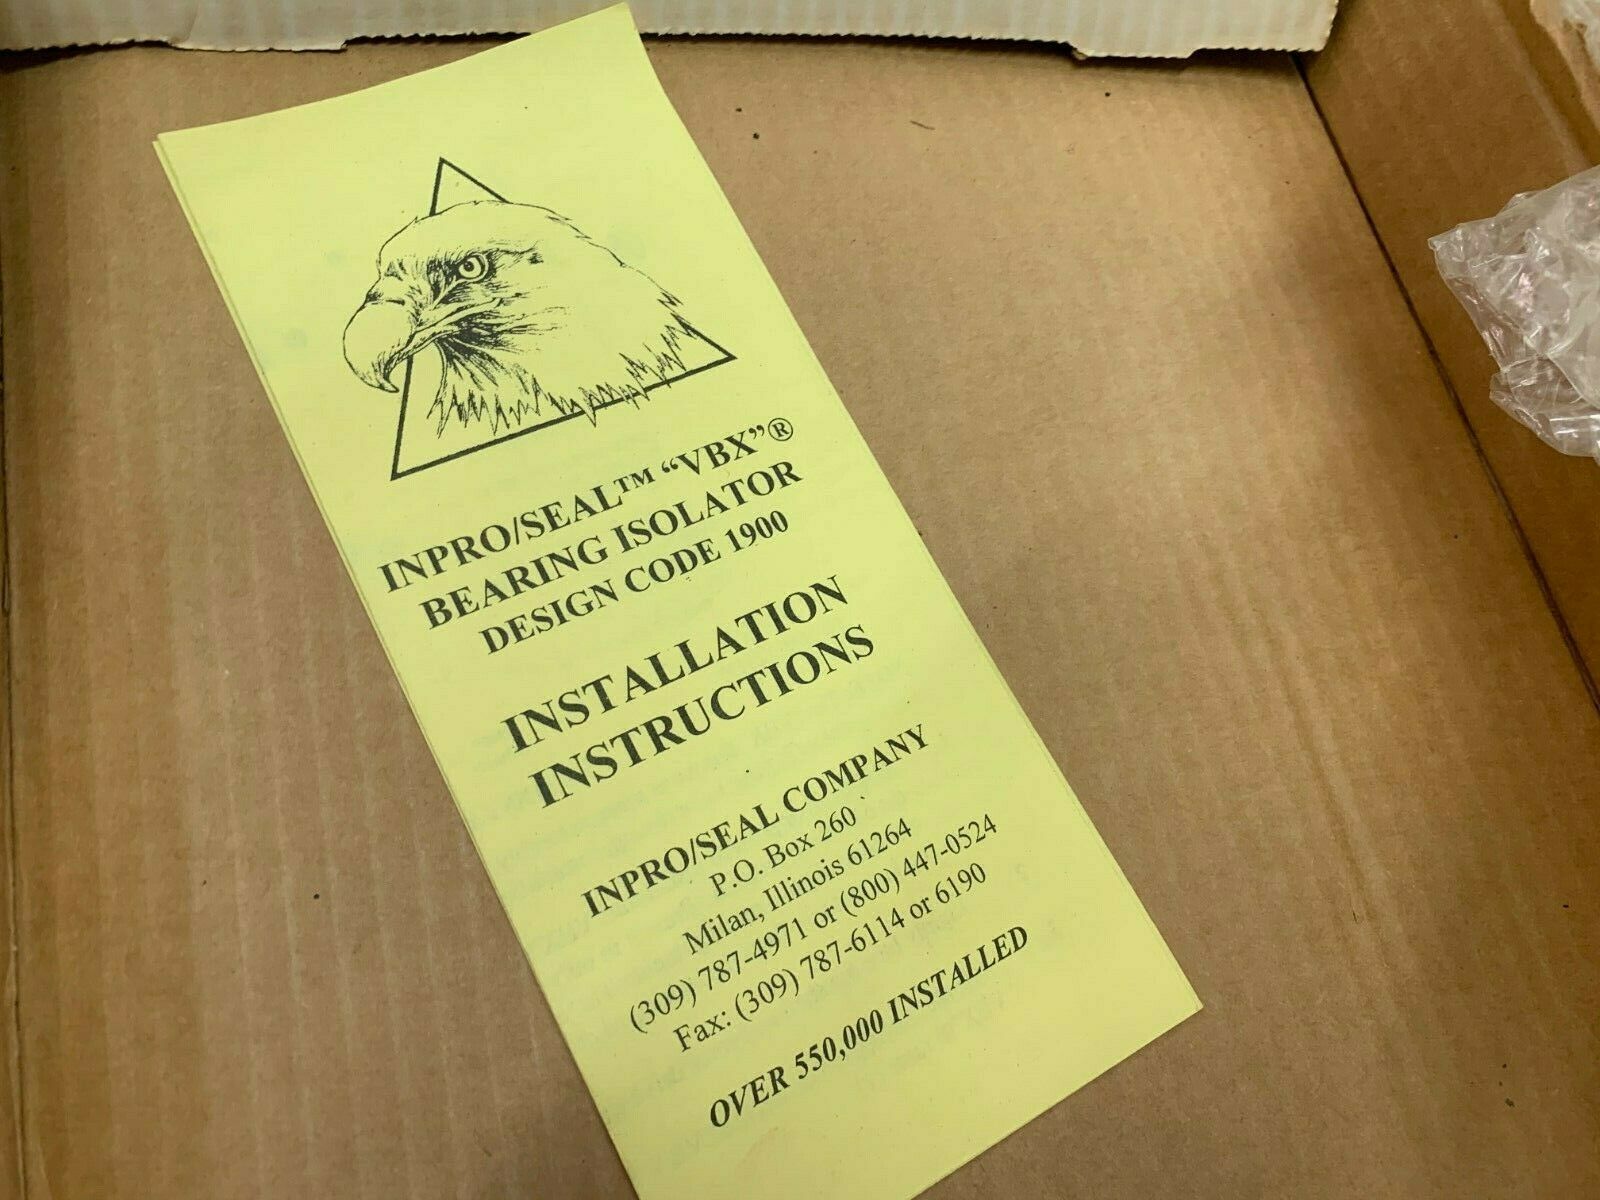 INPRO/SEAL™ “VBX”®
BEARING ISOLATOR
DESIGN CODE 1900
INSTALLATION
INSTRUCTIONS
INPRO/SEAL COMPANY
P.O. Box 260
Milan, Illinois 61264
(309) 787-4971 or (800) 447-0524
Fax: (309) 787-6114 or 6190
OVER 550,000 INSTALLED